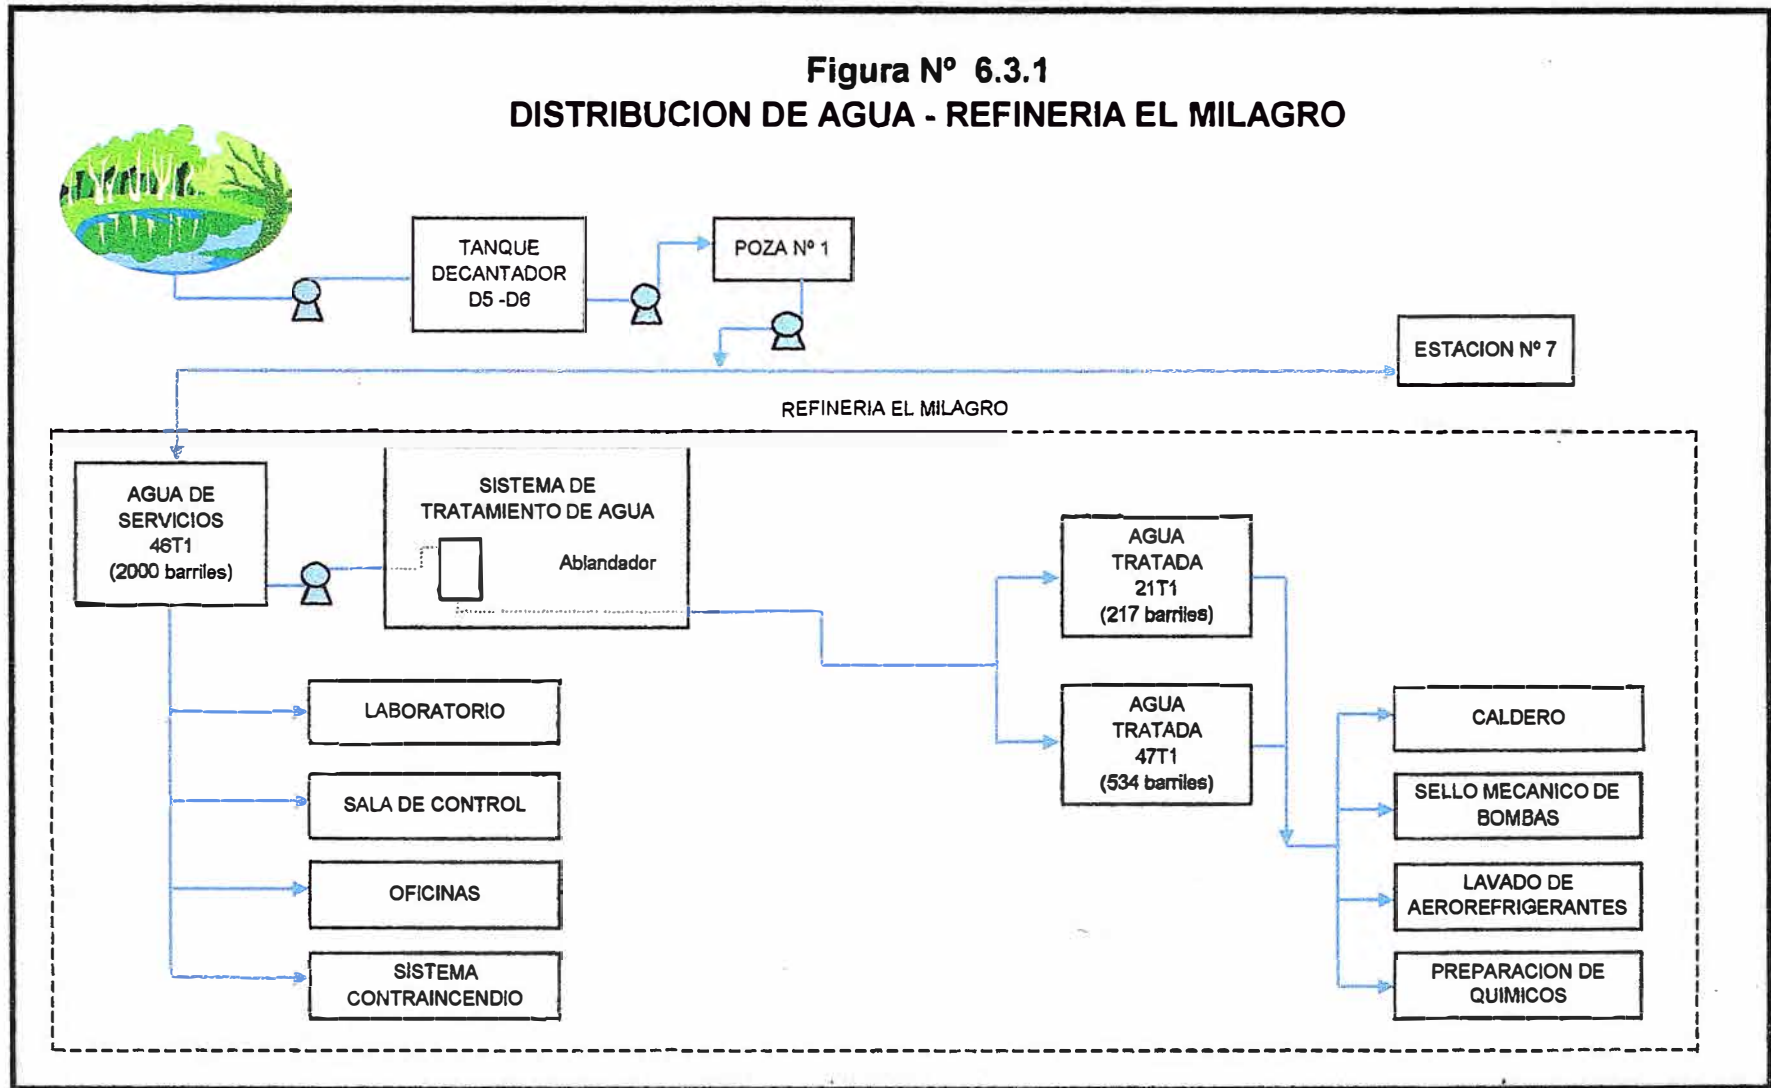 Figura Nº 6.3.1
DISTRIBUCION DE AGUA - REFINERIA EL MILAGRO
TANQUE
DECANTADOR
D5 -D6
POZA Nº 1
ESTACION Nº 7
REFINERIA EL MILAGRO
AGUA DE
SERVICIOS
46T1
(2000 barriles)
SISTEMA DE
TRATAMIENTO DE AGUA
Ablandador
AGUA
TRATADA
21T1
(217 barriles)
AGUA
TRATADA
47T1
(534 barriles)
LABORATORIO
SALA DE CONTROL
OFICINAS
SISTEMA
CONTRAINCENDIO
CALDERO
SELLO MECANICO DE
BOMBAS
LAVADO DE
AEROREFRIGERANTES
PREPARACION DE
QUIMICOS